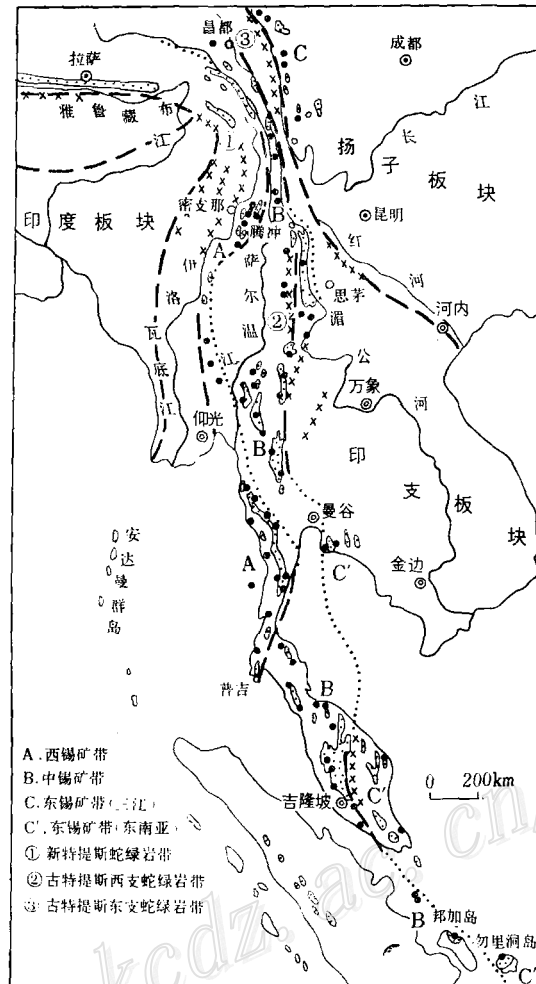 昌都
③
C
成都
拉萨
雅鲁藏布江
长江
扬子板块
印度板块
密支那
B
腾冲
昆明
A
伊洛瓦底江
萨尔温江
红河
思茅
②
湄公河
河内
万象
仰光
B
印支板块
曼谷
安达曼群岛
A
C'
金边
普吉
B
A.西锡矿带
B.中锡矿带
C.东锡矿带(三江)
C'.东锡矿带(东南亚)
①新特提斯蛇绿岩带
②古特提斯西支蛇绿岩带
③古特提斯东支蛇绿岩带
0 200km
吉隆坡
C'
B
邦加岛
勿里洞岛
C'